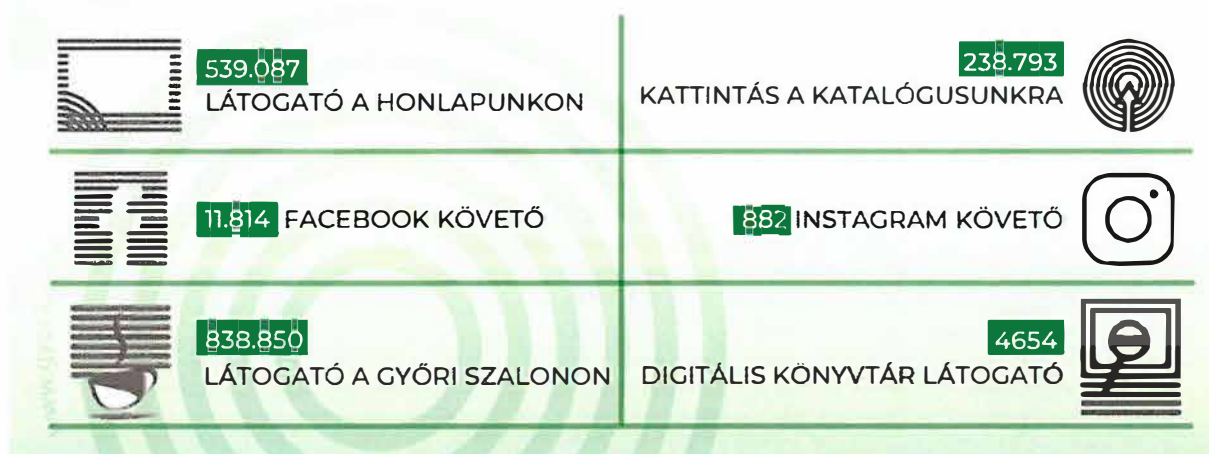 539.087
LÁTOGATÓ A HONLAPUNKON
238.793
KATTINTÁS A KATALÓGUSUNKRA
11.814 FACEBOOK KÖVETŐ
882 INSTAGRAM KÖVETŐ
838.850
LÁTOGATÓ A GYŐRI SZALONON
4654
DIGITÁLIS KÖNYVTÁR LÁTOGATÓ